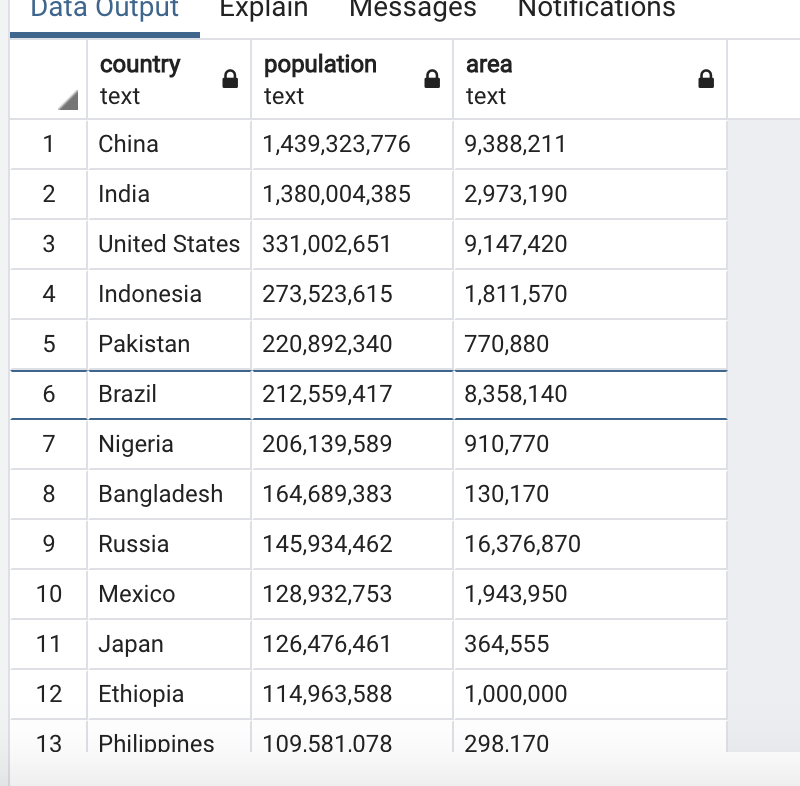 Data Output Explain Messages Notifications
country population area
text text text
1 China 1,439,323,776 9,388,211
2 India 1,380,004,385 2,973,190
3 United States 331,002,651 9,147,420
4 Indonesia 273,523,615 1,811,570
5 Pakistan 220,892,340 770,880
6 Brazil 212,559,417 8,358,140
7 Nigeria 206,139,589 910,770
8 Bangladesh 164,689,383 130,170
9 Russia 145,934,462 16,376,870
10 Mexico 128,932,753 1,943,950
11 Japan 126,476,461 364,555
12 Ethiopia 114,963,588 1,000,000
13 Philippines 109,581,078 298,170